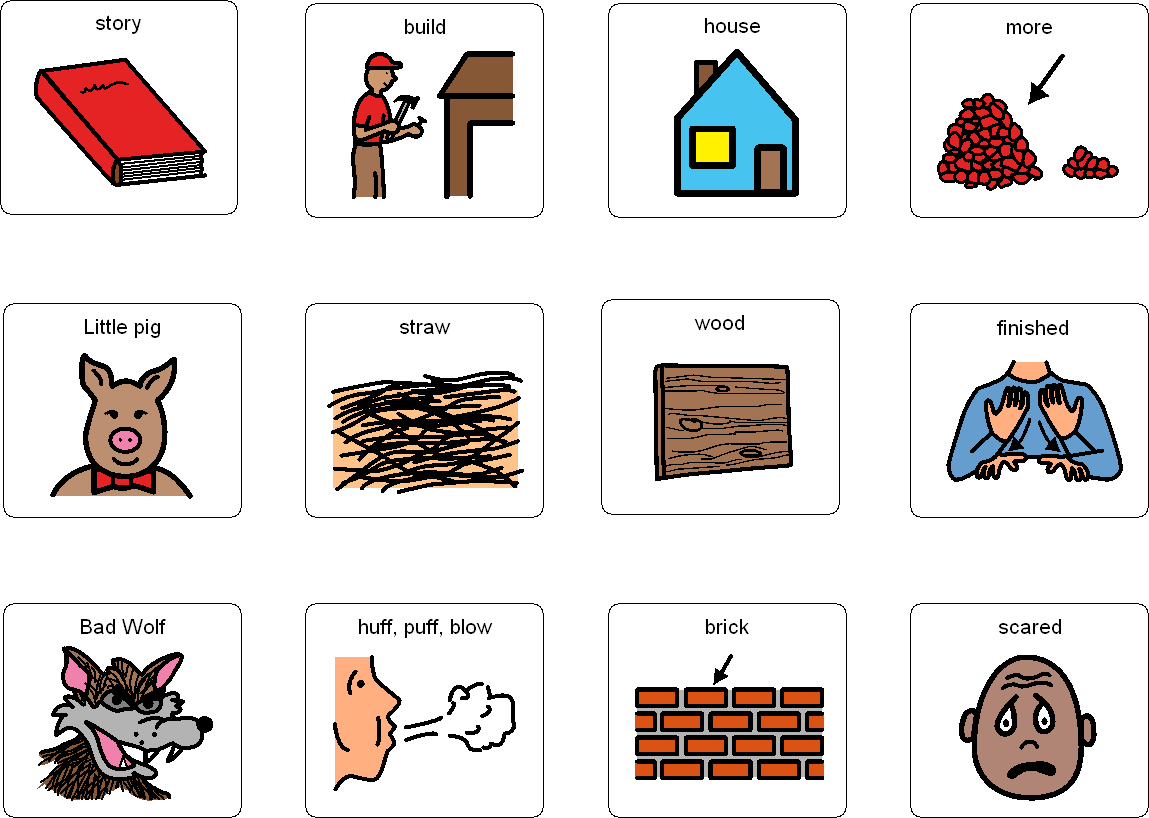 story
build
house
more
Little pig
straw
wood
finished
Bad Wolf
huff, puff, blow
brick
scared